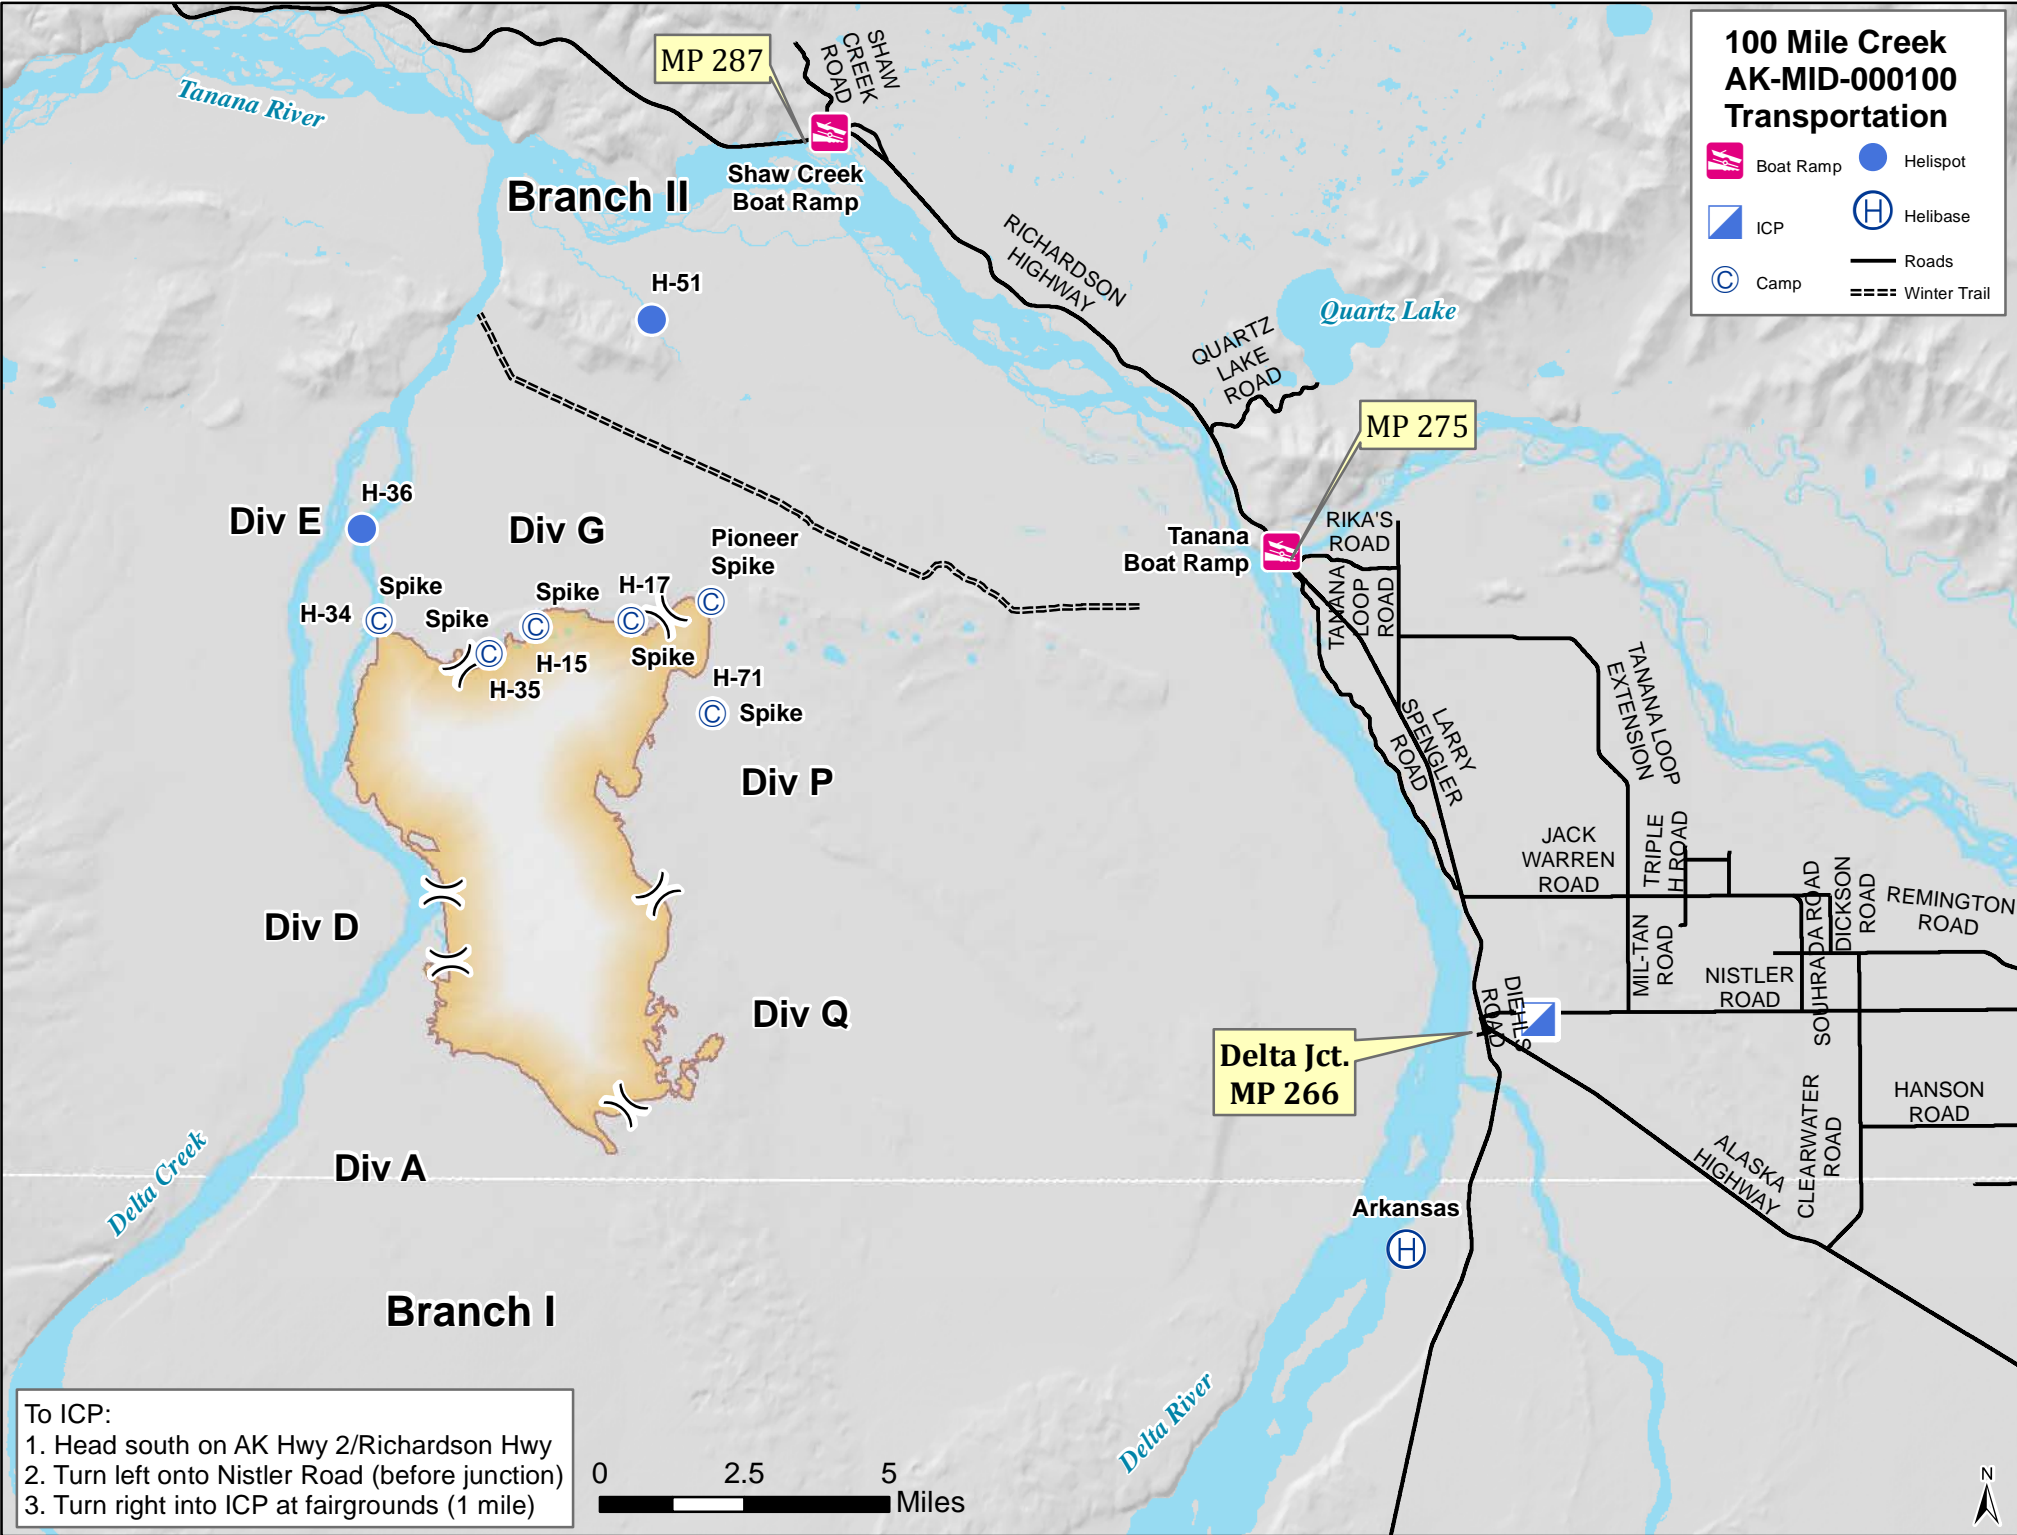 100 Mile Creek
AK-MID-000100
Transportation
Boat Ramp
Helispot
ICP
Helibase
Camp
Roads
Winter Trail
MP 287
SHAW
CREEK
ROAD
Tanana River
Shaw Creek
Boat Ramp
Branch II
RICHARDSON
HIGHWAY
H-51
Quartz Lake
QUARTZ
LAKE
ROAD
MP 275
H-36
Div E
Div G
Pioneer
Spike
Tanana
Boat Ramp
RIKA'S
ROAD
TANANA
LOOP
ROAD
Spike
H-34
Spike
Spike
H-17
H-15
H-35
Spike
H-71
Spike
TANANA LOOP
EXTENSION
LARRY
SPENGLER
ROAD
Div P
JACK
WARREN
ROAD
TRIPLE
H ROAD
SOUHRADA ROAD
DICKSON
ROAD
REMINGTON
ROAD
Div D
MIL-TAN
ROAD
NISTLER
ROAD
Div Q
DIEHLS
ROAD
Delta Jct.
MP 266
HANSON
ROAD
CLEARWATER
ROAD
ALASKA
HIGHWAY
Delta Creek
Div A
Arkansas
H
Branch I
Delta River
To ICP:
1. Head south on AK Hwy 2/Richardson Hwy
2. Turn left onto Nistler Road (before junction)
3. Turn right into ICP at fairgrounds (1 mile)
0 2.5 5
Miles
N